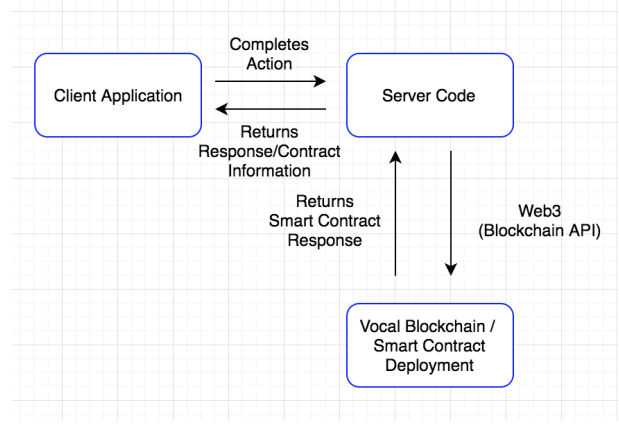 Completes
Action
Client Application
Server Code
Returns
Response/Contract
Information
Returns
Smart Contract
Response
Web3
(Blockchain API)
Vocal Blockchain /
Smart Contract
Deployment